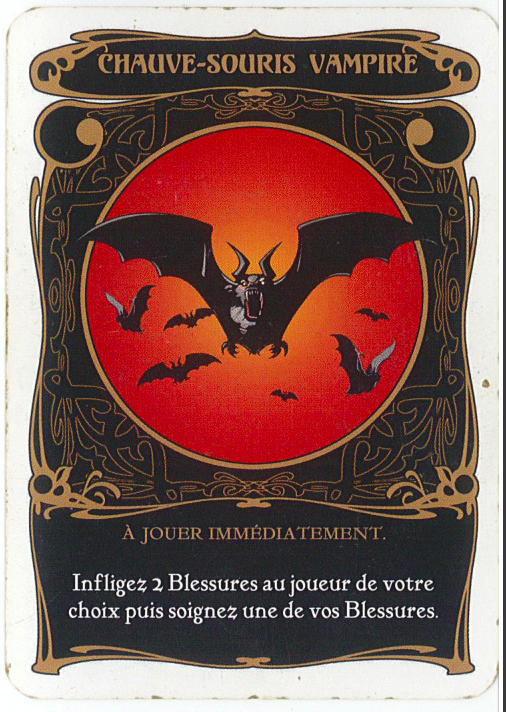 CHAUVE-SOURIS VAMPIRE
À JOUER IMMÉDIATEMENT.
Infligez 2 Blessures au joueur de votre
choix puis soignez une de vos Blessures.